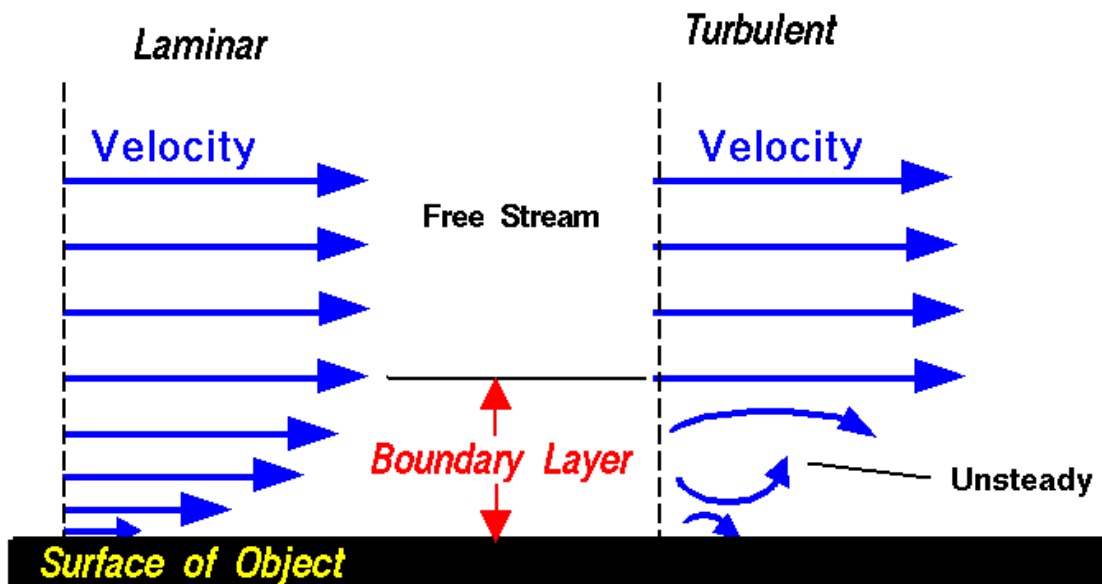 Laminar
Turbulent
Velocity
Velocity
Free Stream
Boundary Layer
Unsteady
Surface of Object